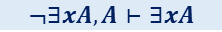 ¬∃xA, A ⊢ ∃xA